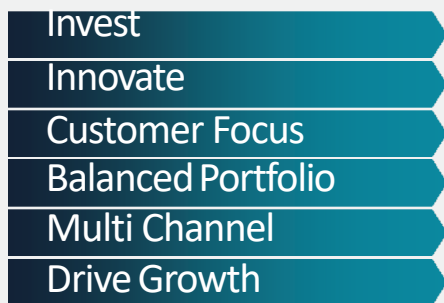 Invest
Innovate
Customer Focus
Balanced Portfolio
Multi Channel
Drive Growth